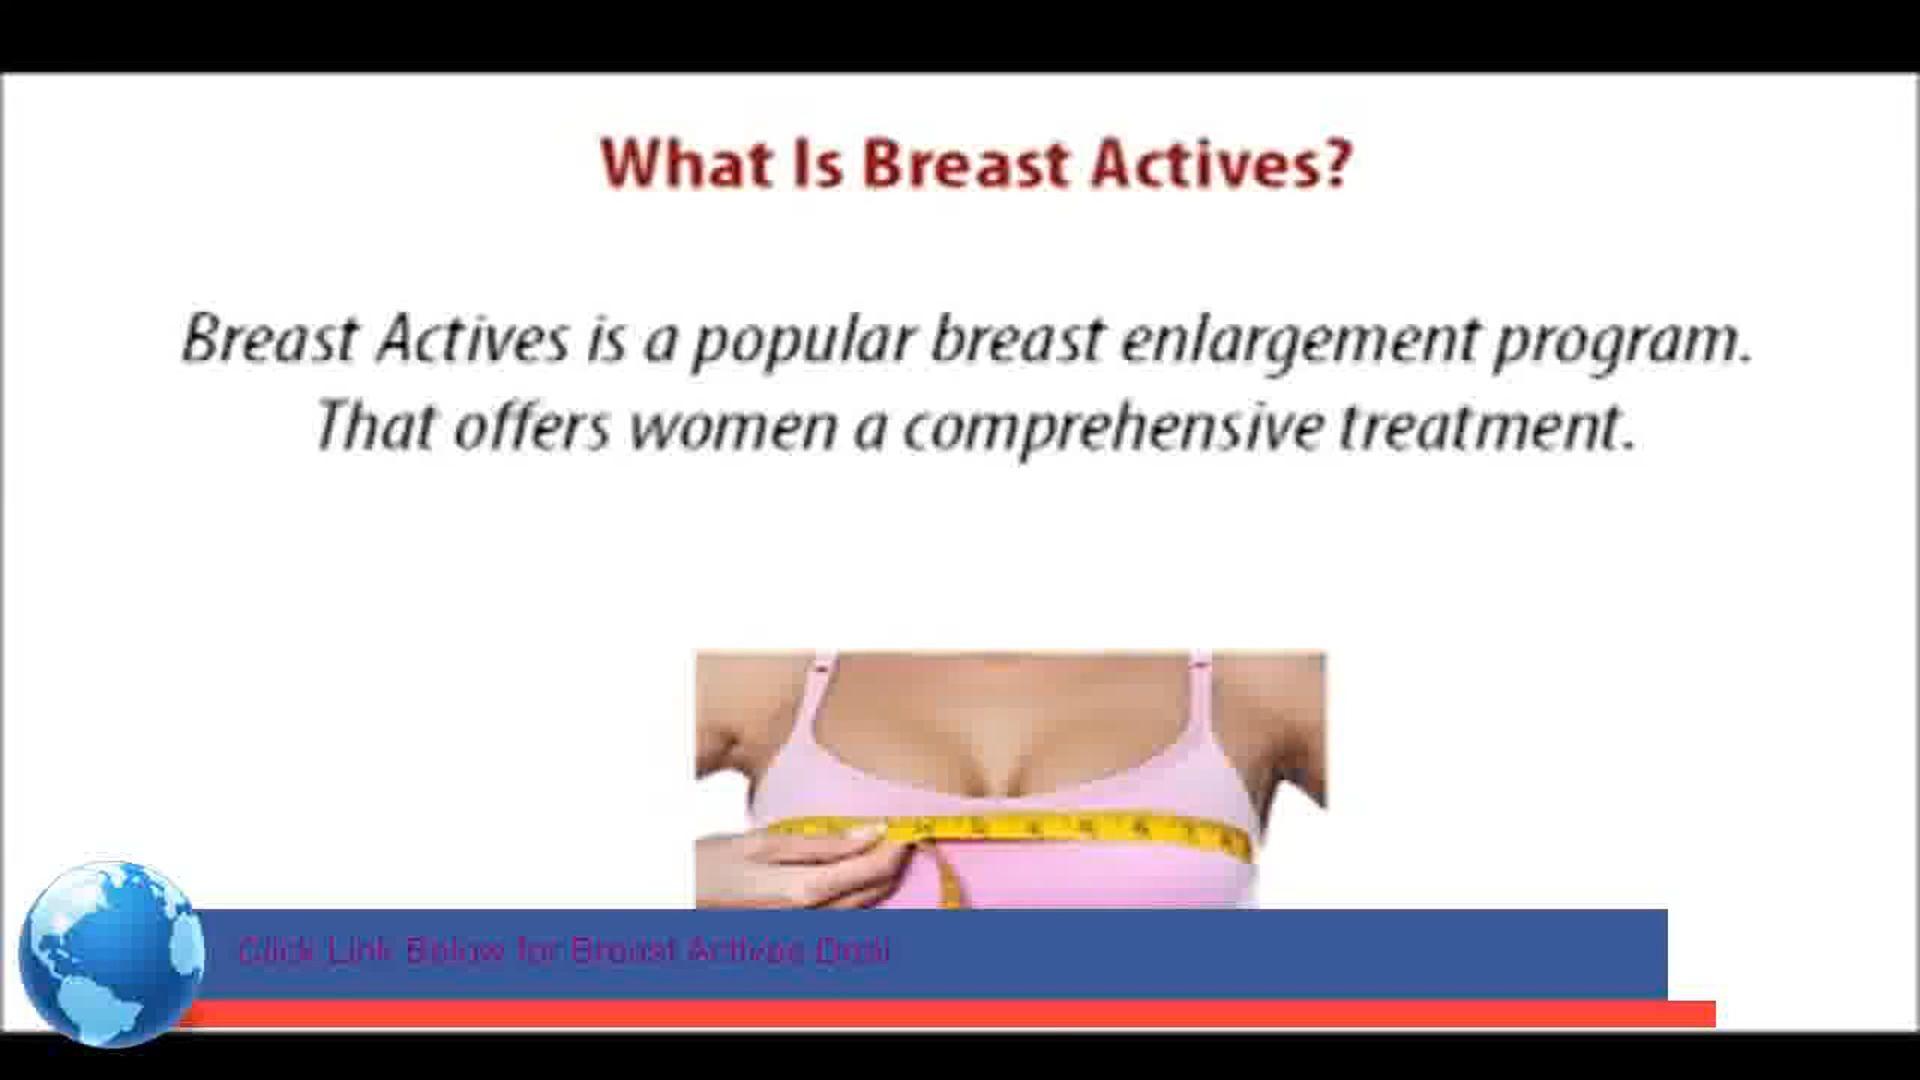 What Is Breast Actives?
Breast Actives is a popular breast enlargement program.
That offers women a comprehensive treatment.
Click Link Below for Breast Actives Deal